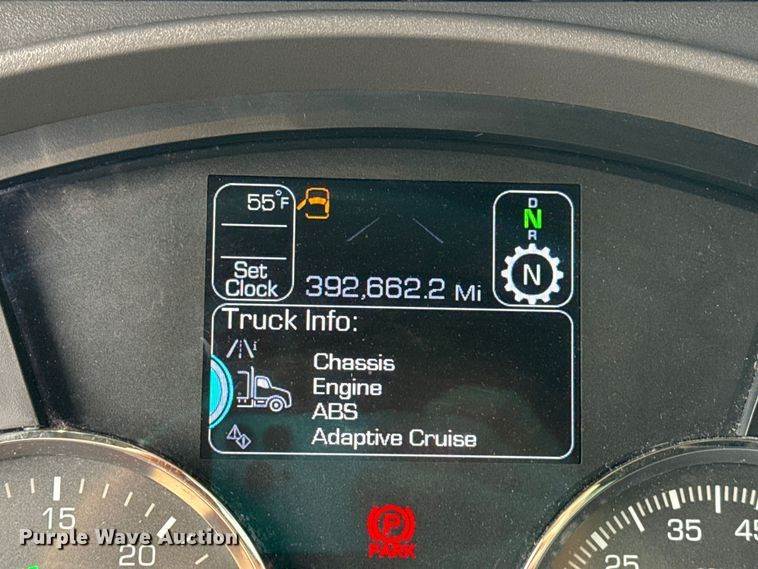 55°F
Set
Clock
392,662.2 Mi
D
N
R
N
Truck Info:
Chassis
Engine
ABS
Adaptive Cruise
P
PARK
15
20
25
35
45
Purple Wave Auction